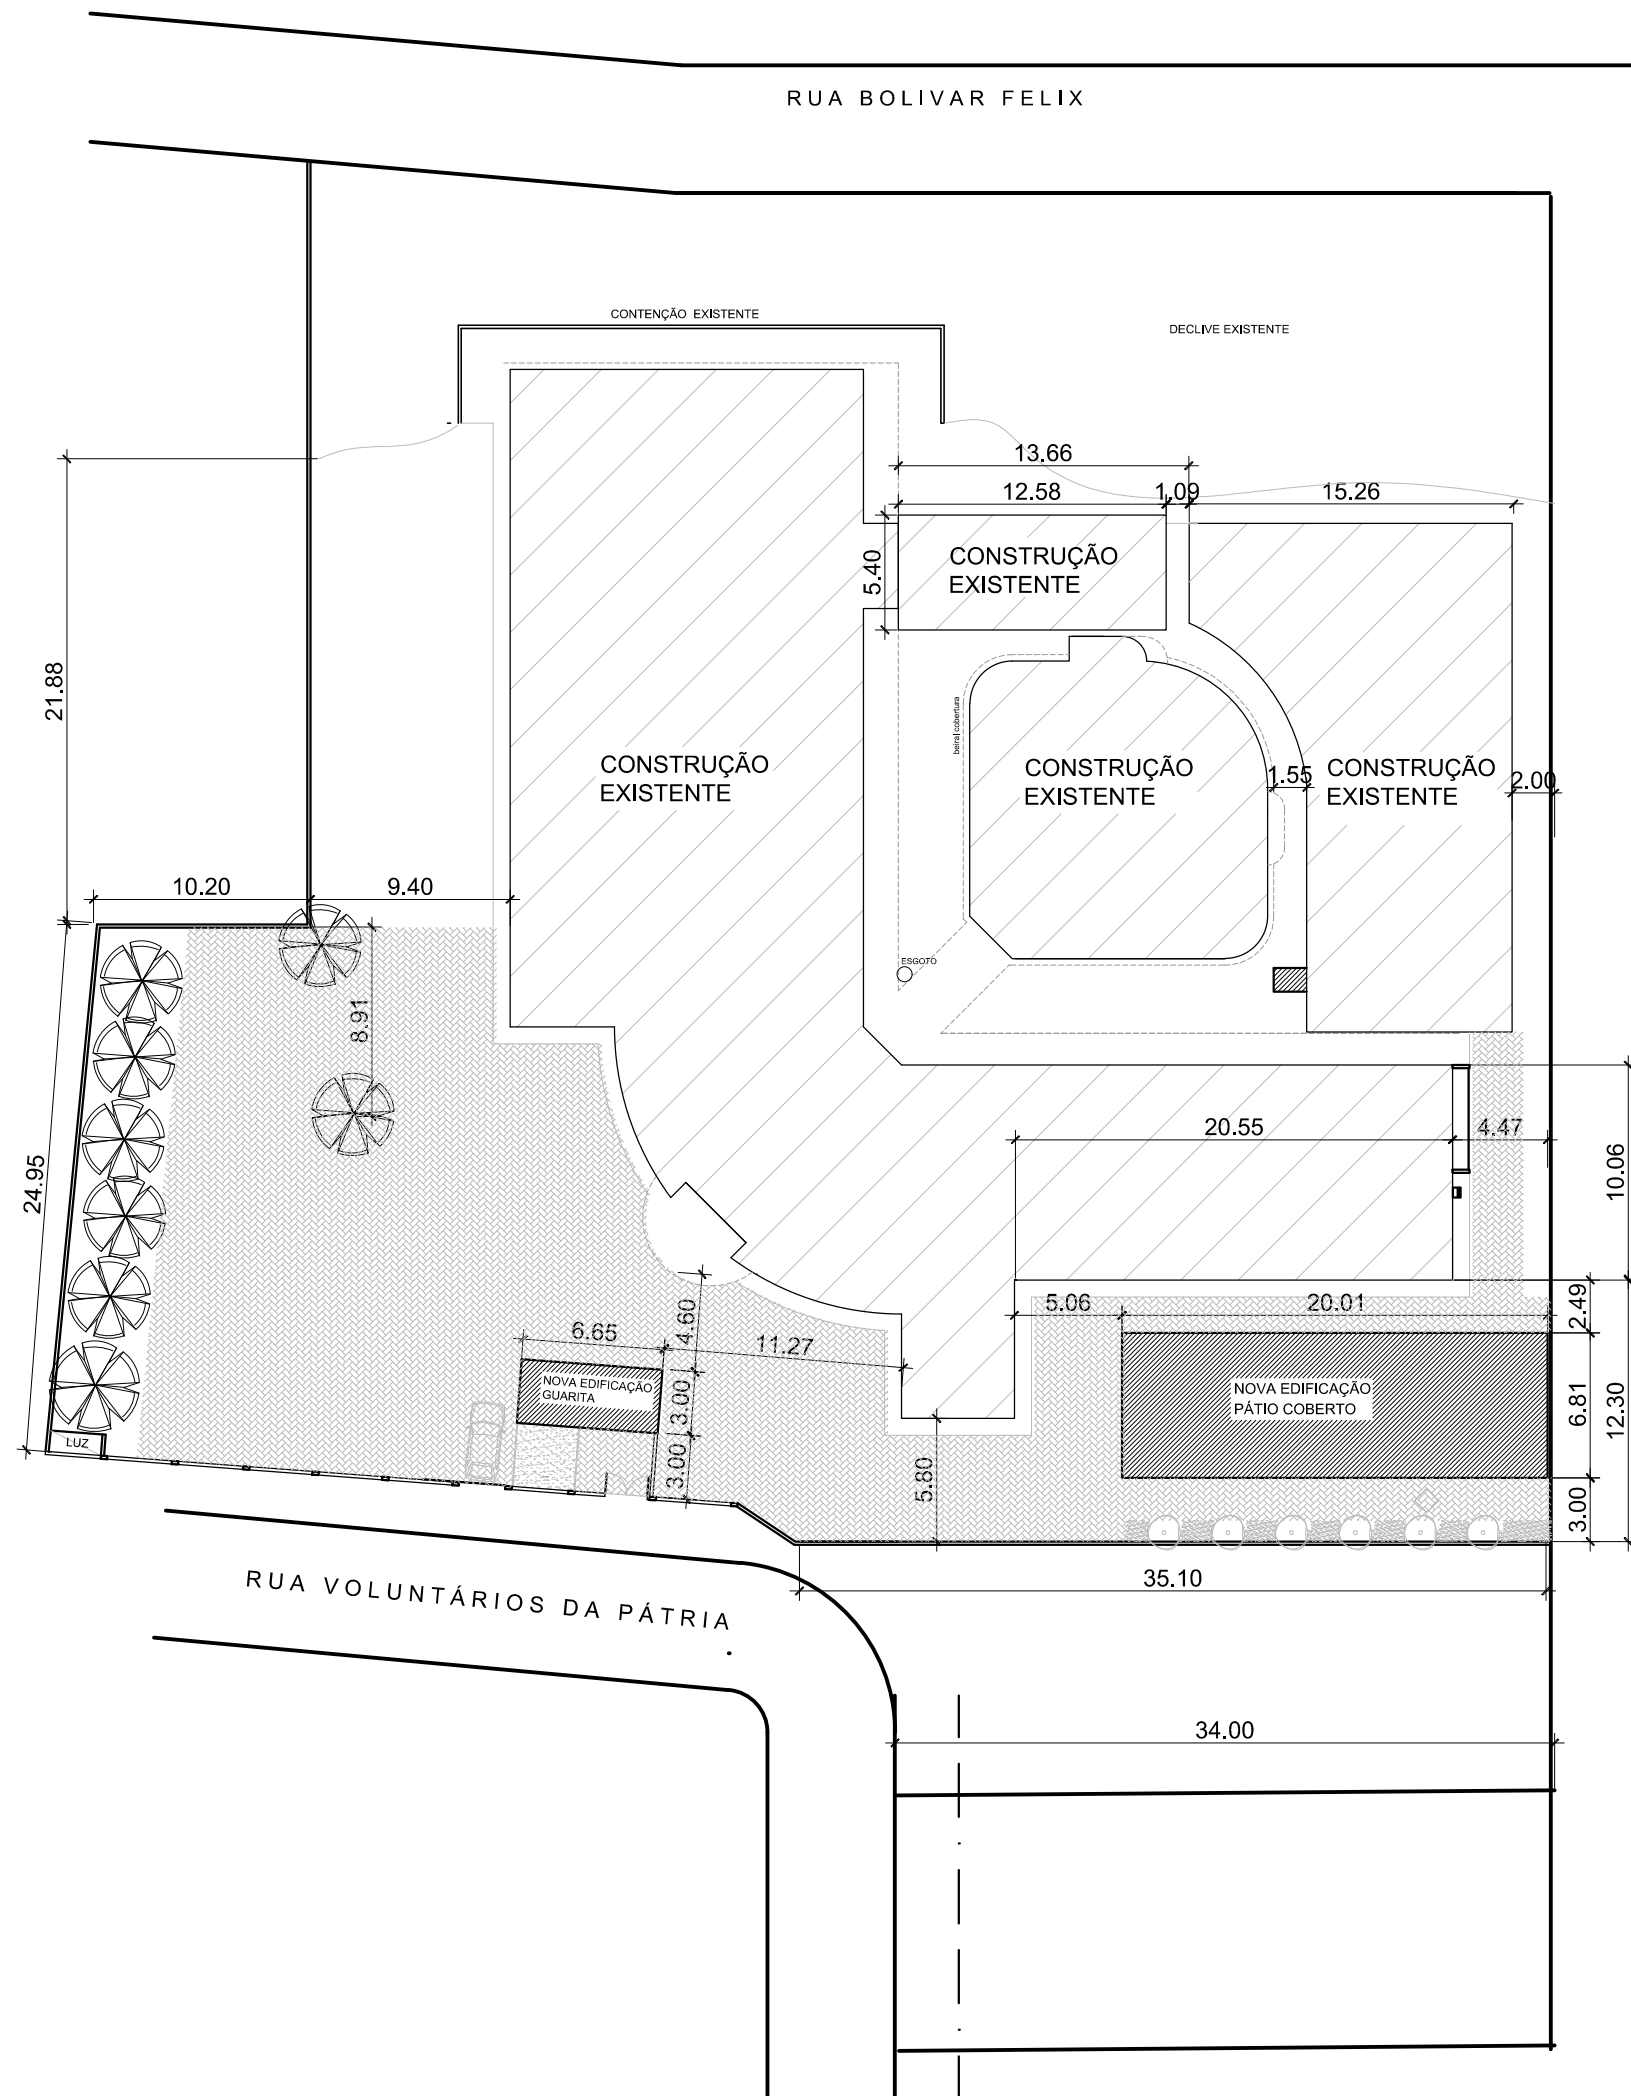 RUA BOLIVAR FELIX
CONTENÇÃO EXISTENTE
DECLIVE EXISTENTE
13.66
12.58
1.09
15.26
5.40
CONSTRUÇÃO
EXISTENTE
21.88
beiral cobertura
CONSTRUÇÃO
EXISTENTE
CONSTRUÇÃO
EXISTENTE
1.55
CONSTRUÇÃO
EXISTENTE
2.00
10.20
9.40
ESGOTO
8.91
24.95
20.55
4.47
10.06
5.06
20.01
2.49
4.60
6.65
11.27
NOVA EDIFICAÇÃO
GUARITA
3.00
NOVA EDIFICAÇÃO
PÁTIO COBERTO
6.81
12.30
LUZ
3.00
5.80
3.00
35.10
RUA VOLUNTÁRIOS DA PÁTRIA
34.00